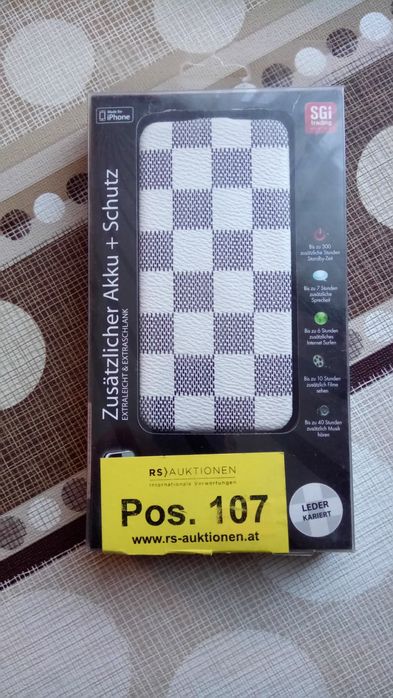 Made for
iPhone
SGi
trading
Zusätzlicher Akku + Schutz
EXTRALEICHT & EXTRASCHLANK
Bis zu 300
zusätzliche Stunden
Standby-Zeit
Bis zu 7 Stunden
zusätzliche
Sprechzeit
Bis zu 6 Stunden
zusätzliches
Internet Surfen
Bis zu 10 Stunden
zusätzlich Filme
sehen
Bis zu 40 Stunden
zusätzlich Musik
hören
RS)AUKTIONEN
Internationale Verwertungen
Pos. 107
www.rs-auktionen.at
LEDER
KARIERT